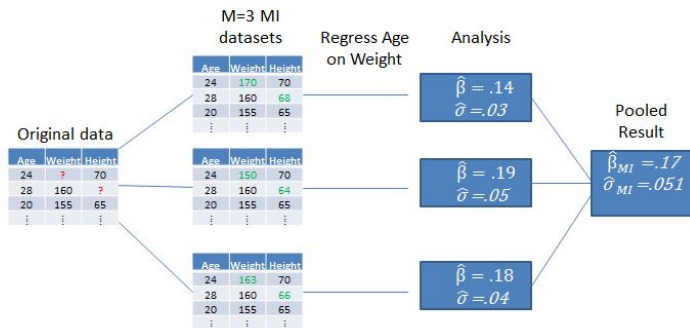 M=3 MI
datasets
Regress Age
on Weight
Analysis
Age Weight Height
24 170 70
28 160 68
20 155 65
⋮ ⋮ ⋮
β̂ = .14
σ̂ =.03
Original data
Age Weight Height
24 ? 70
28 160 ?
20 155 65
⋮ ⋮ ⋮
Age Weight Height
24 150 70
28 160 64
20 155 65
⋮ ⋮ ⋮
β̂ = .19
σ̂ =.05
Pooled
Result
β̂MI =.17
σ̂MI =.051
Age Weight Height
24 163 70
28 160 66
20 155 65
⋮ ⋮ ⋮
β̂ = .18
σ̂ =.04